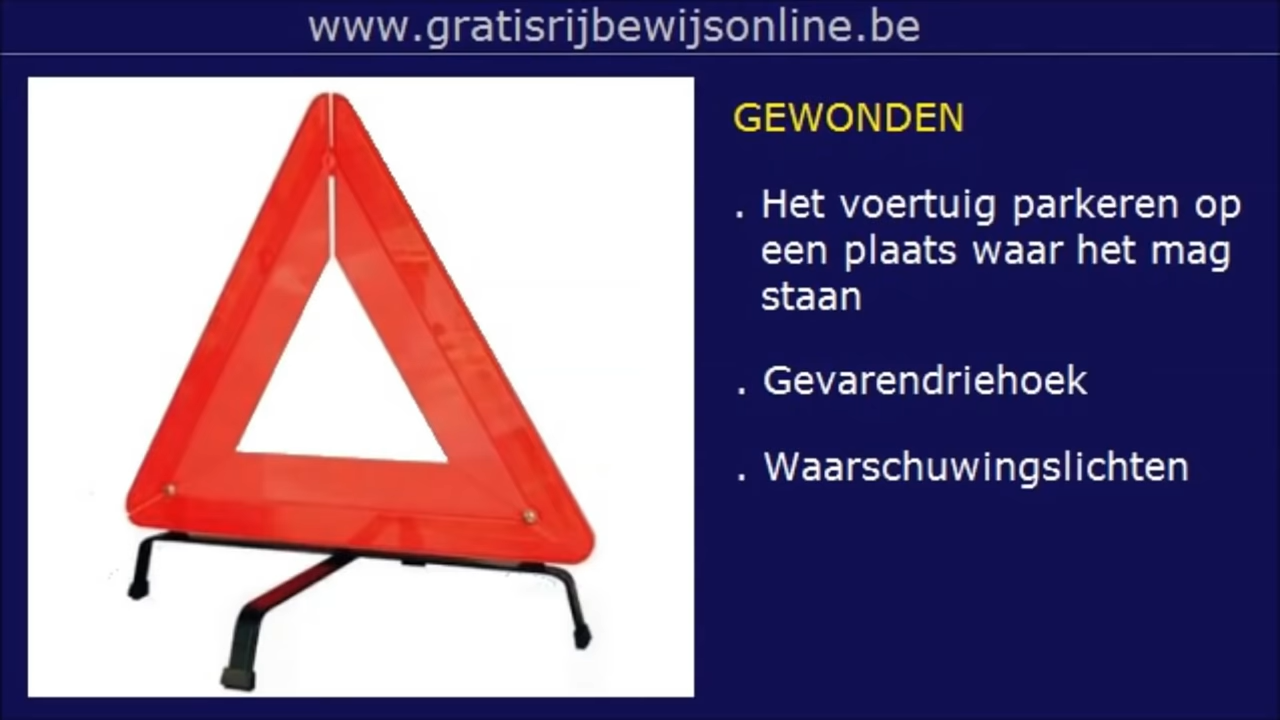 www.gratisrijbewijsonline.be
GEWONDEN
. Het voertuig parkeren op
een plaats waar het mag
staan
. Gevarendriehoek
. Waarschuwingslichten